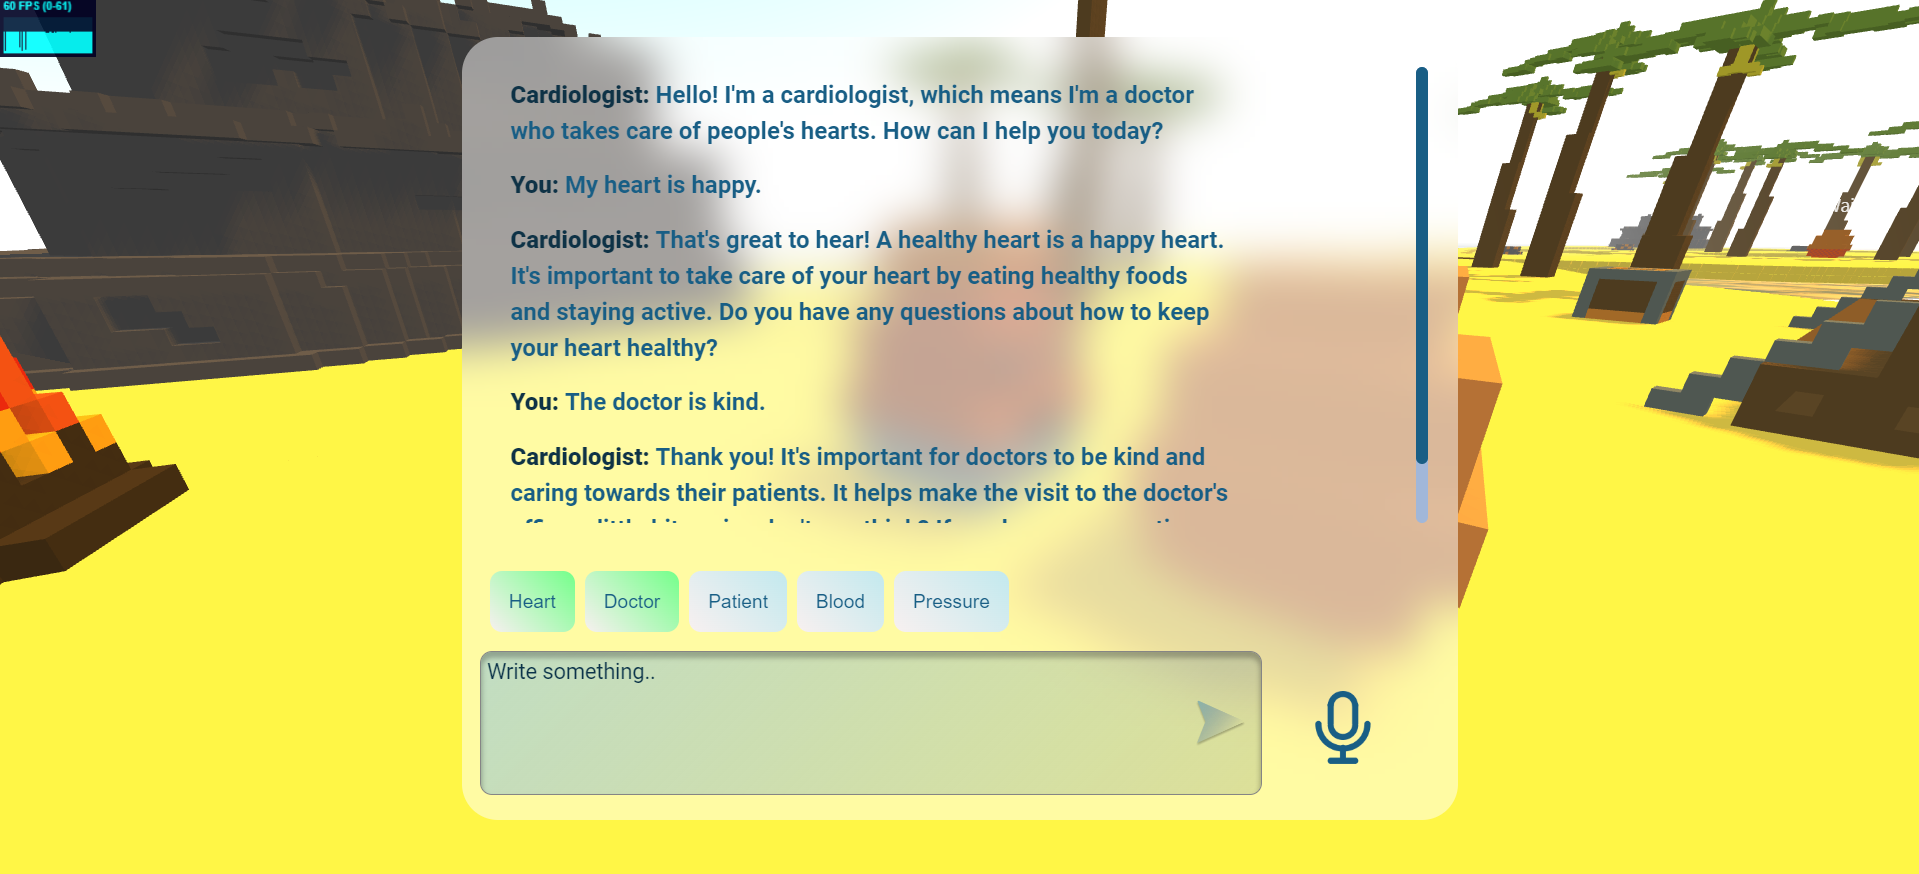 60 FPS (0-61)
Cardiologist: Hello! I'm a cardiologist, which means I'm a doctor
who takes care of people's hearts. How can I help you today?
You: My heart is happy.
Cardiologist: That's great to hear! A healthy heart is a happy heart.
It's important to take care of your heart by eating healthy foods
and staying active. Do you have any questions about how to keep
your heart healthy?
You: The doctor is kind.
Cardiologist: Thank you! It's important for doctors to be kind and
caring towards their patients. It helps make the visit to the doctor's
Heart Doctor Patient Blood Pressure
Write something..